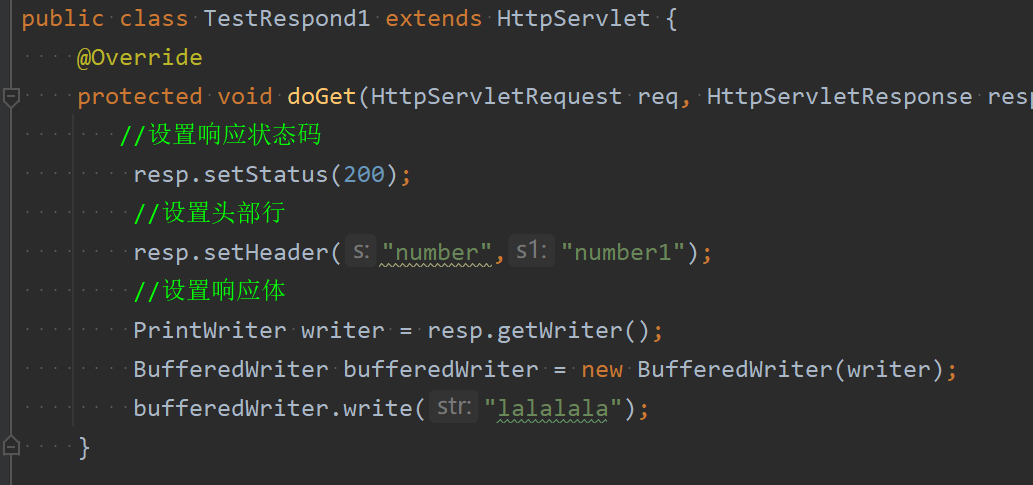 public class TestRespond1 extends HttpServlet {
@Override
protected void doGet(HttpServletRequest req, HttpServletResponse resp
//设置响应状态码
resp.setStatus(200);
//设置头部行
resp.setHeader( s: "number", s1: "number1");
//设置响应体
PrintWriter writer = resp.getWriter();
BufferedWriter bufferedWriter = new BufferedWriter(writer);
bufferedWriter.write( str: "lalalala");
}